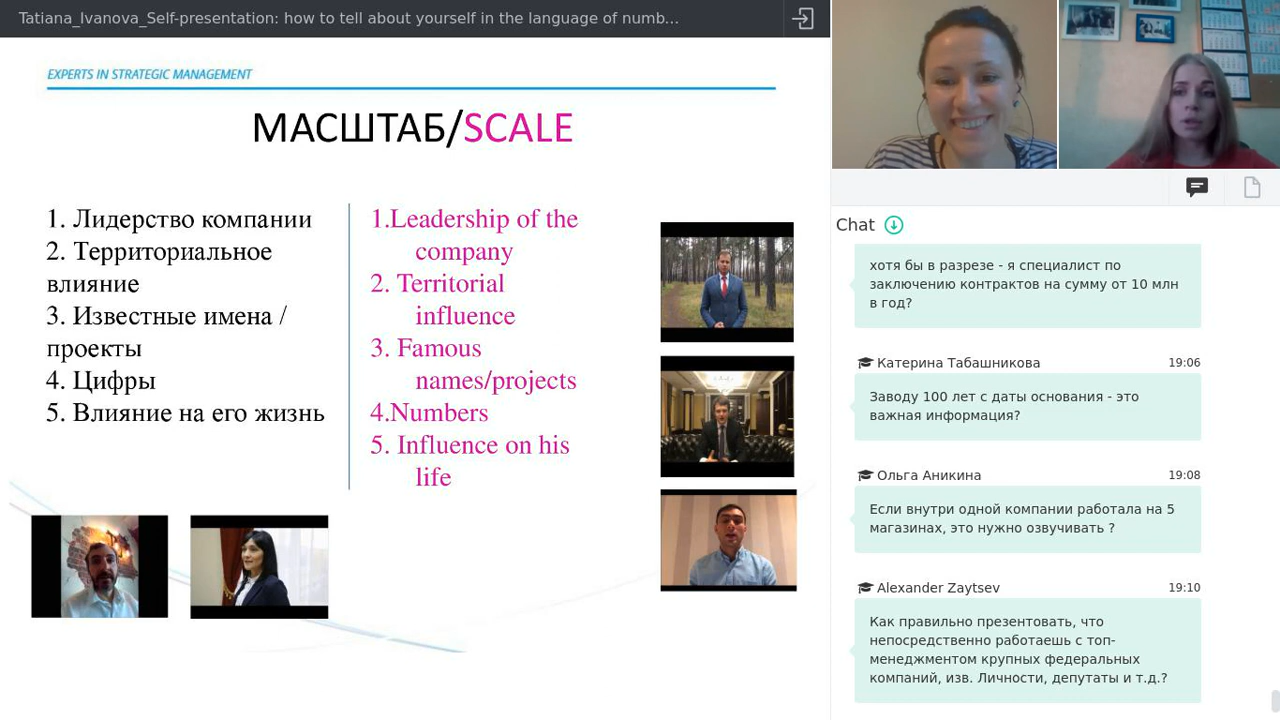 Tatiana_Ivanova_Self-presentation: how to tell about yourself in the language of numb...
EXPERTS IN STRATEGIC MANAGEMENT
МАСШТАБ/SCALE
1. Лидерство компании
2. Территориальное
влияние
3. Известные имена /
проекты
4. Цифры
5. Влияние на его жизнь
1.Leadership of the
company
2. Territorial
influence
3. Famous
names/projects
4.Numbers
5. Influence on his
life
Chat
хотя бы в разрезе - я специалист по
заключению контрактов на сумму от 10 млн
в год?
Катерина Табашникова 19:06
Заводу 100 лет с даты основания - это
важная информация?
Ольга Аникина 19:08
Если внутри одной компании работала на 5
магазинах, это нужно озвучивать ?
Alexander Zaytsev 19:10
Как правильно презентовать, что
непосредственно работаешь с топ-
менеджментом крупных федеральных
компаний, изв. Личности, депутаты и т.д.?